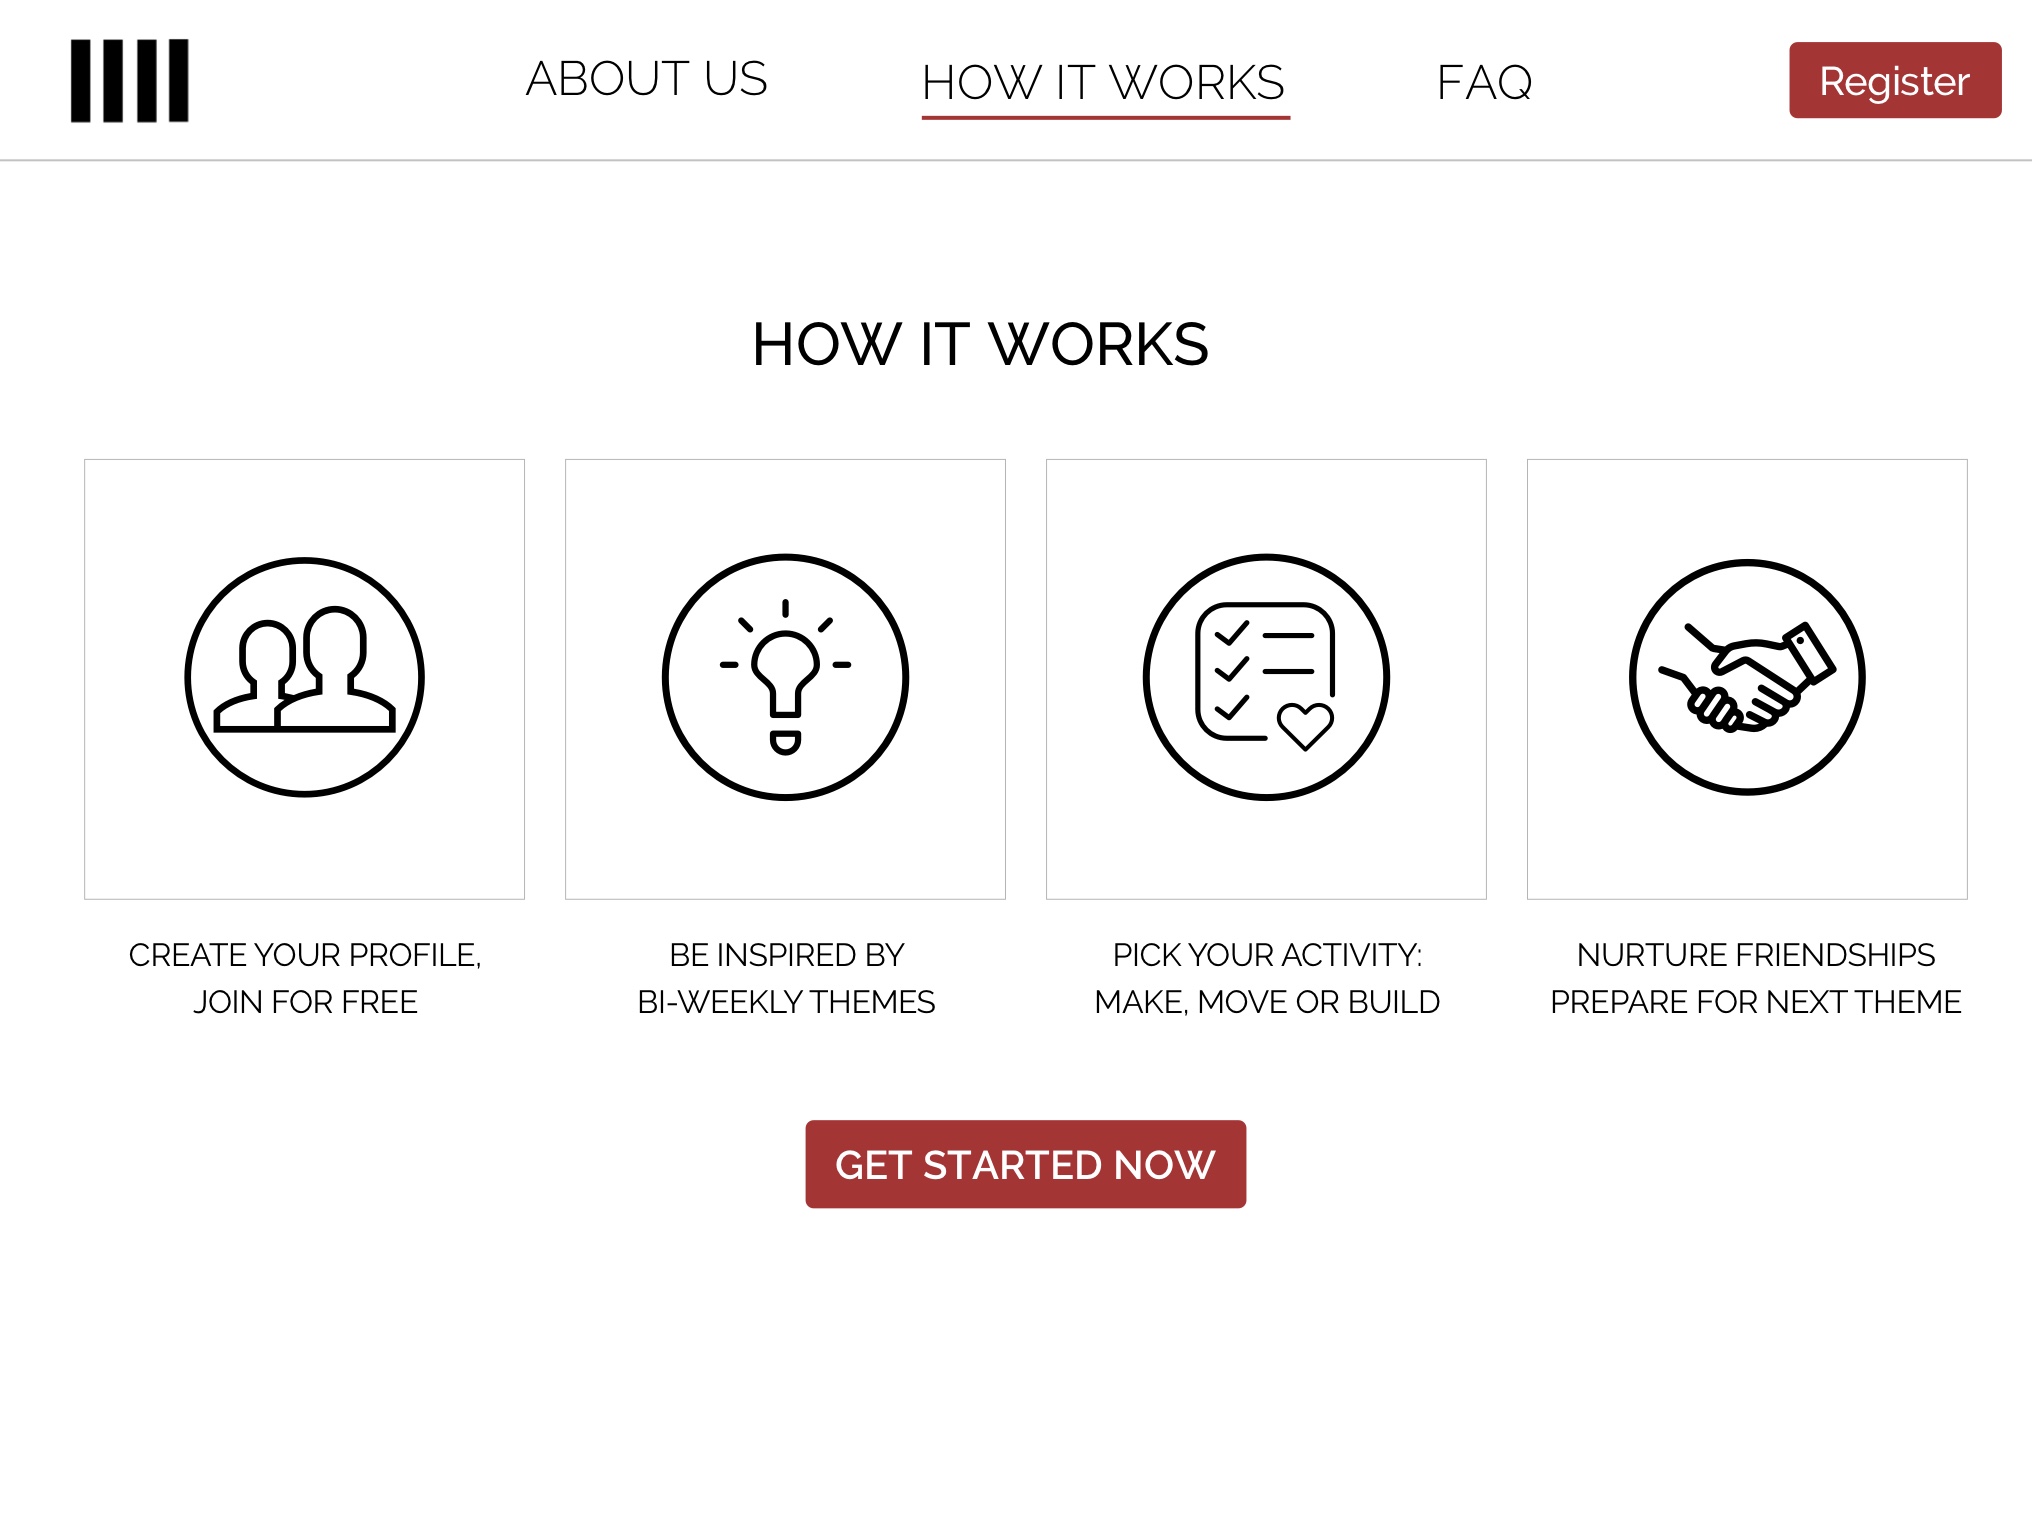 ABOUT US
HOW IT WORKS
FAQ
Register
HOW IT WORKS
CREATE YOUR PROFILE,
JOIN FOR FREE
BE INSPIRED BY
BI-WEEKLY THEMES
PICK YOUR ACTIVITY:
MAKE, MOVE OR BUILD
NURTURE FRIENDSHIPS
PREPARE FOR NEXT THEME
GET STARTED NOW